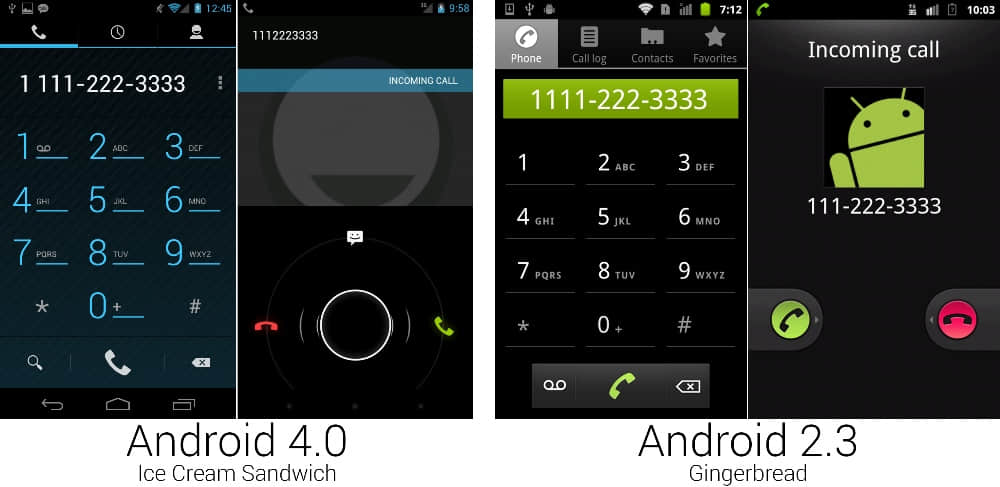 12:45
1 111-222-3333
1
2 ABC
3 DEF
4 GHI
5 JKL
6 MNO
7 PQRS
8 TUV
9 WXYZ
*
0 +
#
3G 9:58
1112223333
INCOMING CALL
Android 4.0
Ice Cream Sandwich
7:12
Phone
Call log
Contacts
Favorites
1111-222-3333
1
2 ABC
3 DEF
4 GHI
5 JKL
6 MNO
7 PQRS
8 TUV
9 WXYZ
*
0 +
#
10:03
Incoming call
111-222-3333
Android 2.3
Gingerbread